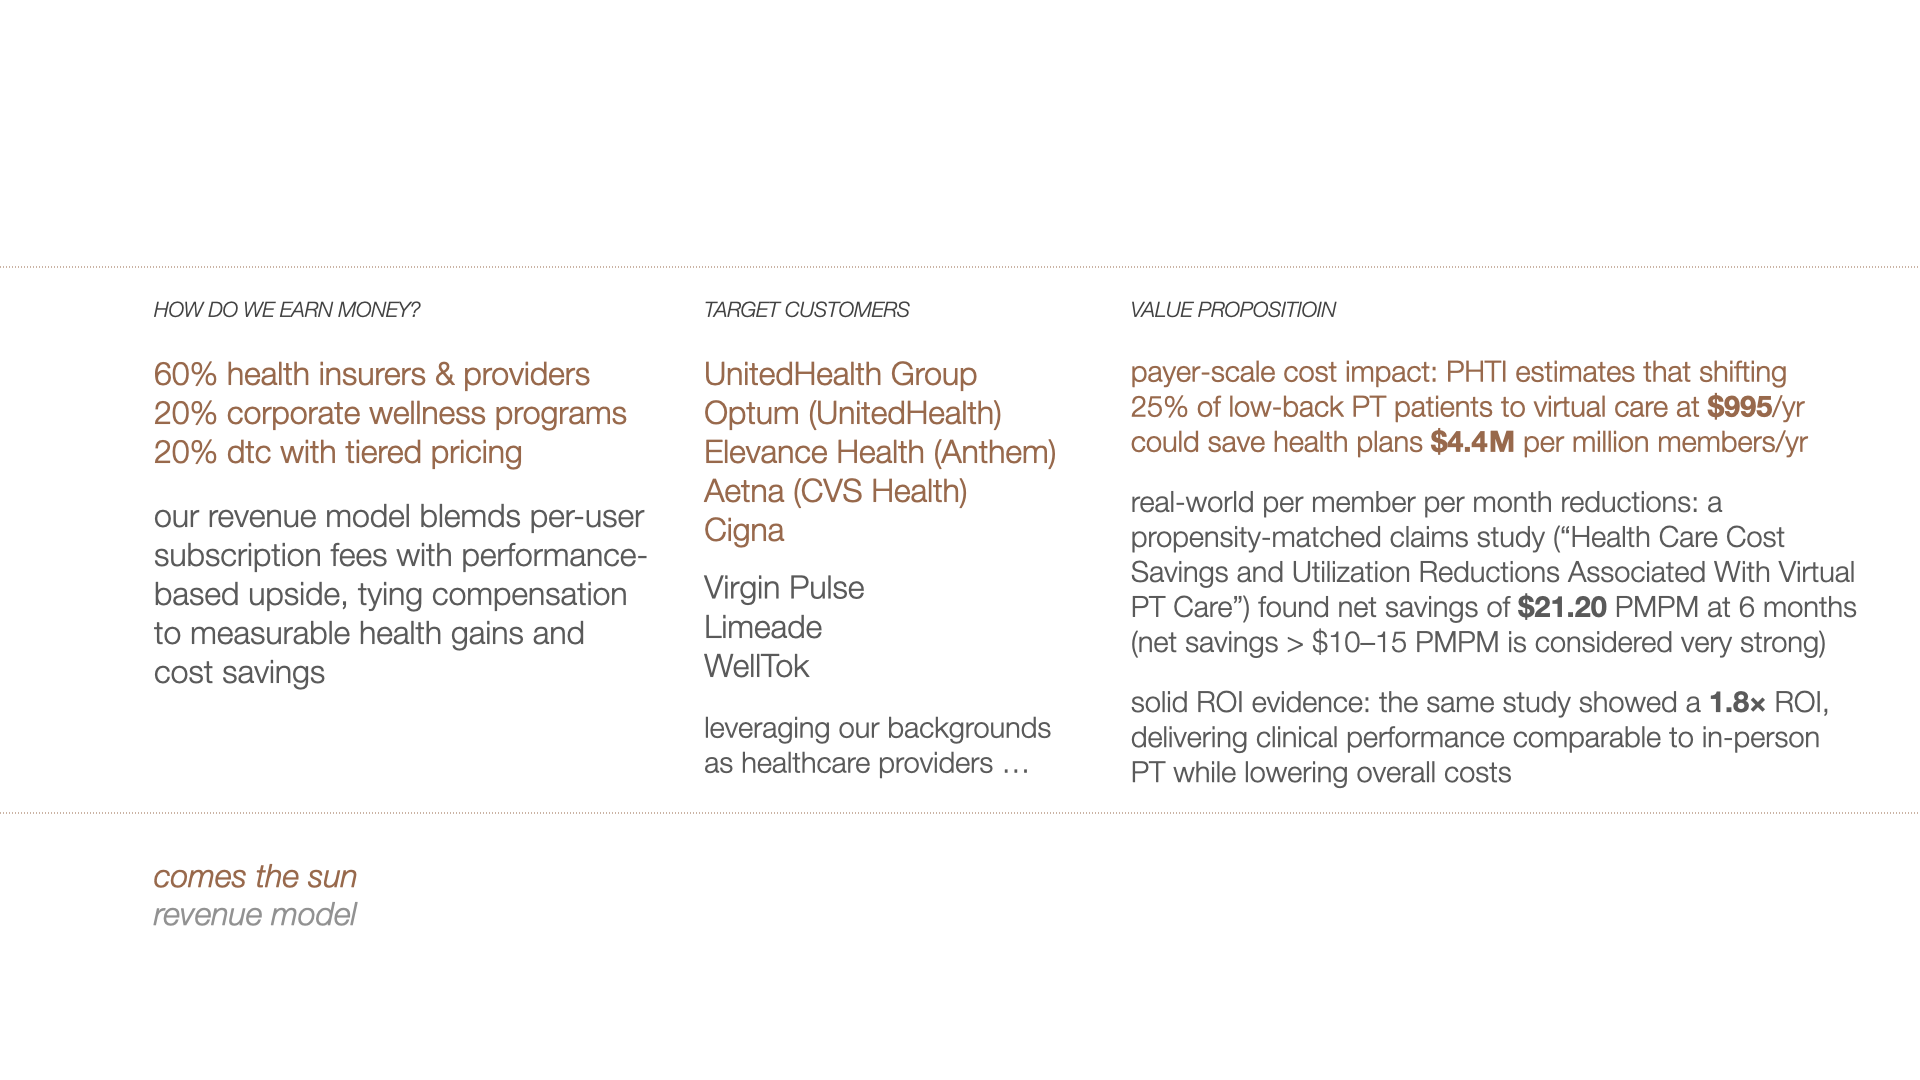 HOW DO WE EARN MONEY?
60% health insurers & providers
20% corporate wellness programs
20% dtc with tiered pricing
our revenue model blemds per-user
subscription fees with performance-
based upside, tying compensation
to measurable health gains and
cost savings
TARGET CUSTOMERS
UnitedHealth Group
Optum (UnitedHealth)
Elevance Health (Anthem)
Aetna (CVS Health)
Cigna
Virgin Pulse
Limeade
WellTok
leveraging our backgrounds
as healthcare providers …
VALUE PROPOSITIOIN
payer-scale cost impact: PHTI estimates that shifting
25% of low-back PT patients to virtual care at $995/yr
could save health plans $4.4M per million members/yr
real-world per member per month reductions: a
propensity-matched claims study (“Health Care Cost
Savings and Utilization Reductions Associated With Virtual
PT Care”) found net savings of $21.20 PMPM at 6 months
(net savings > $10–15 PMPM is considered very strong)
solid ROI evidence: the same study showed a 1.8× ROI,
delivering clinical performance comparable to in-person
PT while lowering overall costs
comes the sun
revenue model